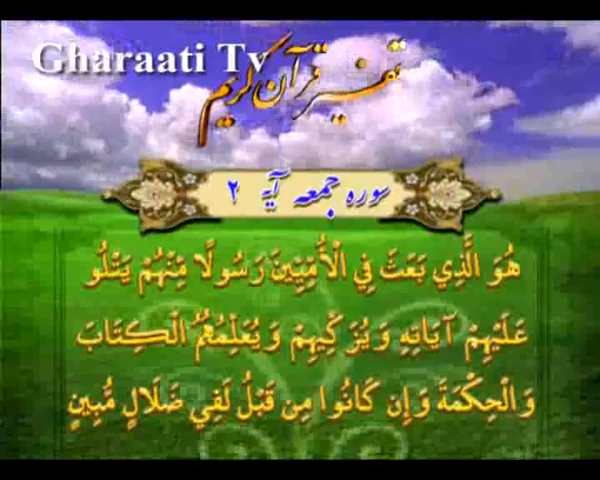 Gharaati Tv
تفسیر قرآن کریم
سوره جمعه آیه ۲
هُوَ الَّذِي بَعَثَ فِي الْأُمِّيِّينَ رَسُولًا مِّنْهُمْ يَتْلُو
عَلَيْهِمْ آيَاتِهِ وَيُزَكِّيهِمْ وَيُعَلِّمُهُمُ الْكِتَابَ
وَالْحِكْمَةَ وَإِن كَانُوا مِن قَبْلُ لَفِي ضَلَالٍ مُّبِينٍ